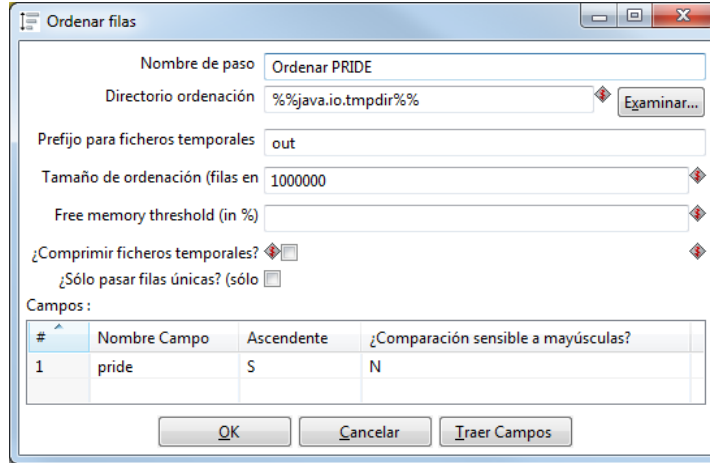 Ordenar filas
Nombre de paso Ordenar PRIDE
Directorio ordenación %%java.io.tmpdir%% Examinar...
Prefijo para ficheros temporales out
Tamaño de ordenación (filas en 1000000
Free memory threshold (in %)
¿Comprimir ficheros temporales?
¿Sólo pasar filas únicas? (sólo
Campos :
# Nombre Campo Ascendente ¿Comparación sensible a mayúsculas?
1 pride S N
OK Cancelar Traer Campos